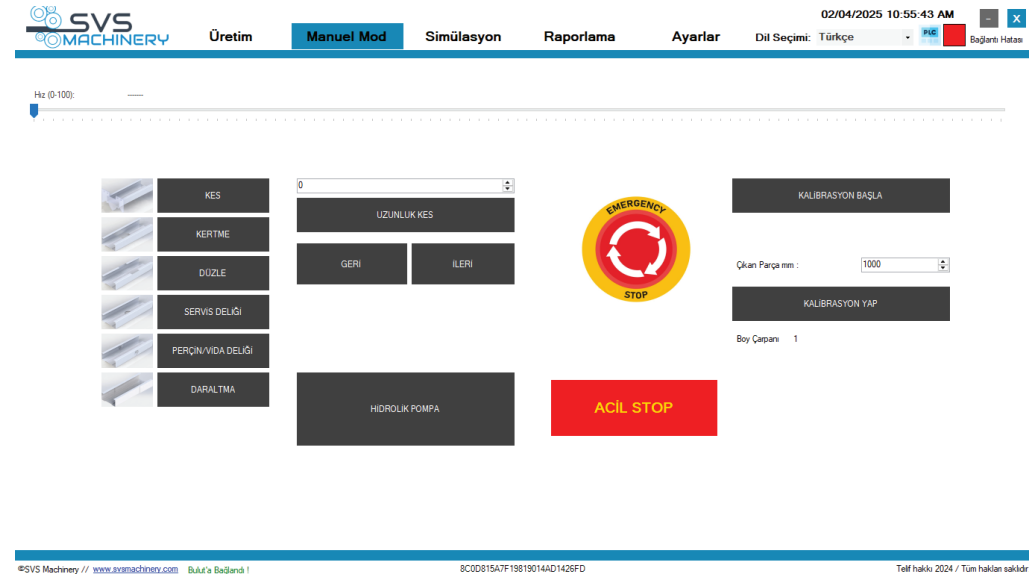 SVS
MACHINERY
Üretim
Manuel Mod
Simülasyon
Raporlama
Ayarlar
02/04/2025 10:55:43 AM
-
X
Dil Seçimi: Türkçe
PLC
Bağlantı Hatası
Hız (0-100): ------
KES
KERTME
DÜZLE
SERVİS DELİĞİ
PERÇİN/VİDA DELİĞİ
DARALTMA
0
UZUNLUK KES
GERİ
İLERİ
HİDROLİK POMPA
EMERGENCY
STOP
ACİL STOP
KALİBRASYON BAŞLA
Çıkan Parça mm : 1000
KALİBRASYON YAP
Boy Çarpanı 1
©SVS Machinery // www.svsmachinery.com Bulut'a Bağlandı !
8C0D815A7F19819014AD1426FD
Telif hakkı 2024 / Tüm hakları saklıdır